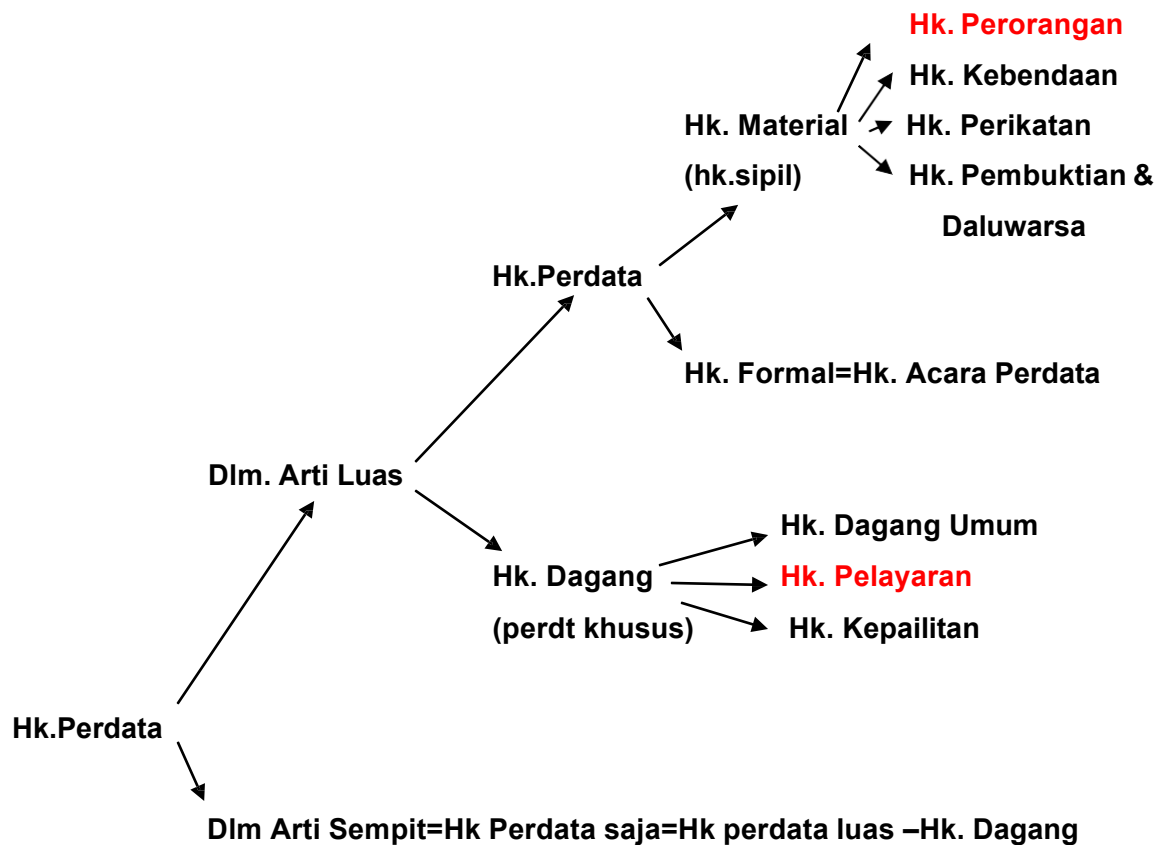 Hk. Perorangan
Hk. Kebendaan
Hk. Material
Hk. Perikatan
(hk.sipil)
Hk. Pembuktian &
Daluwarsa
Hk.Perdata
Hk. Formal=Hk. Acara Perdata
Dlm. Arti Luas
Hk. Dagang Umum
Hk. Dagang
Hk. Pelayaran
(perdt khusus)
Hk. Kepailitan
Hk.Perdata
Dlm Arti Sempit=Hk Perdata saja=Hk perdata luas –Hk. Dagang